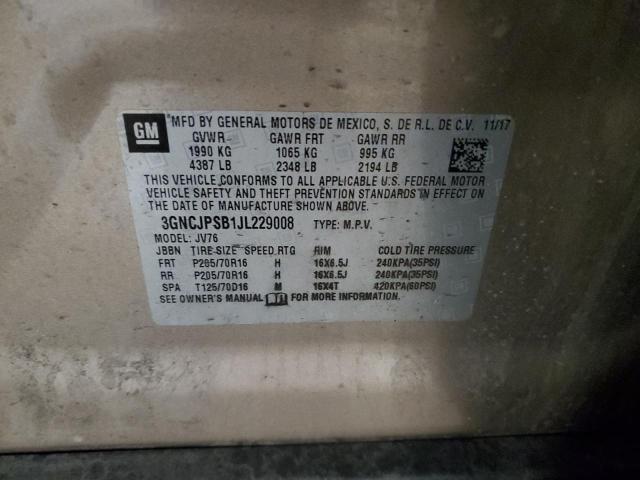 GM *MFD BY GENERAL MOTORS DE MEXICO, S. DE R.L. DE C.V. 11/17
GVWR GAWR FRT GAWR RR
1990 KG 1065 KG 995 KG
4387 LB 2348 LB 2194 LB
THIS VEHICLE CONFORMS TO ALL APPLICABLE U.S. FEDERAL MOTOR
VEHICLE SAFETY AND THEFT PREVENTION STANDARDS IN EFFECT ON
THE DATE OF MANUFACTURE SHOWN ABOVE.
3GNCJPSB1JL229008 TYPE: M.P.V.
MODEL: JV76
JBBN TIRE SIZE SPEED RTG RIM COLD TIRE PRESSURE
FRT P205/70R16 H 16X6.5J 240KPA(35PSI)
RR P205/70R16 H 16X6.5J 240KPA(35PSI)
SPA T125/70D16 M 16X4T 420KPA(60PSI)
SEE OWNER'S MANUAL FOR MORE INFORMATION